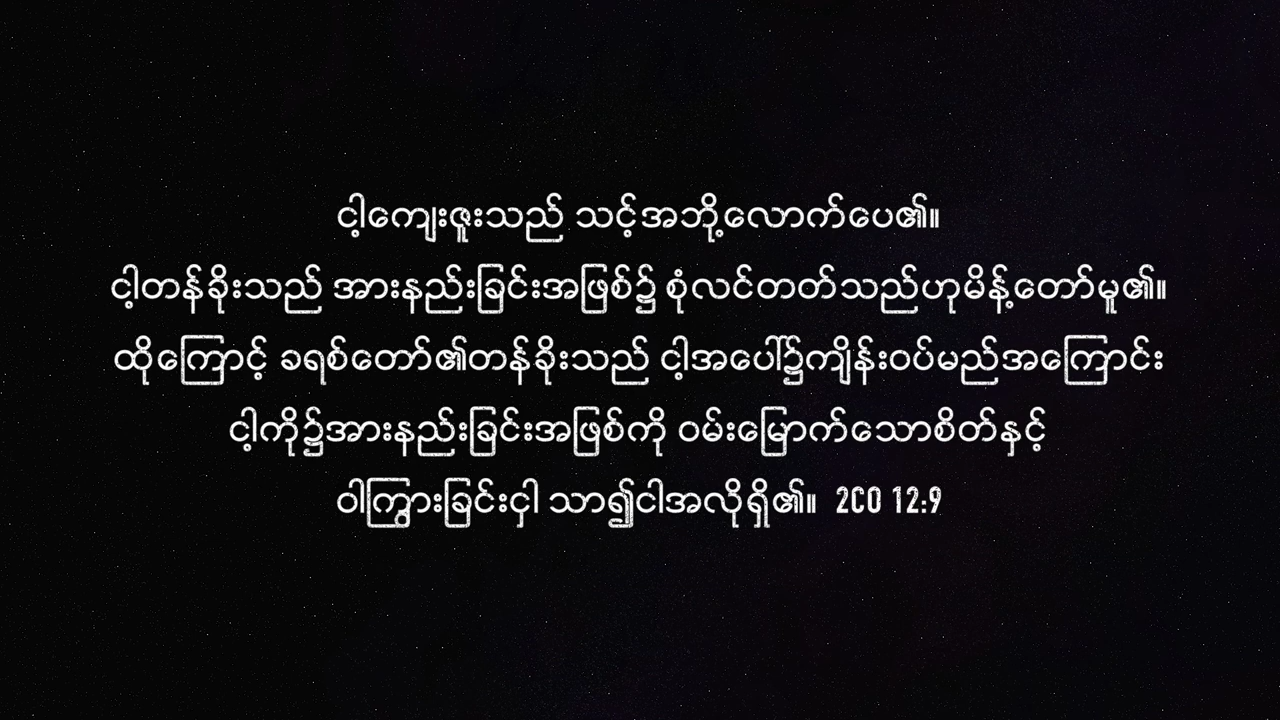 ငါ့ကျေးဇူးသည် သင့်အဘို့လောက်ပေ၏။
ငါ့တန်ခိုးသည် အားနည်းခြင်းအဖြစ်၌ စုံလင်တတ်သည်ဟုမိန့်တော်မူ၏။
ထိုကြောင့် ခရစ်တော်၏တန်ခိုးသည် ငါ့အပေါ်၌ကျိန်းဝပ်မည်အကြောင်း
ငါ့ကို၌အားနည်းခြင်းအဖြစ်ကို ဝမ်းမြောက်သောစိတ်နှင့်
ဝါကြွားခြင်းငှါ သာ၍ငါအလိုရှိ၏။ 2CO 12:9